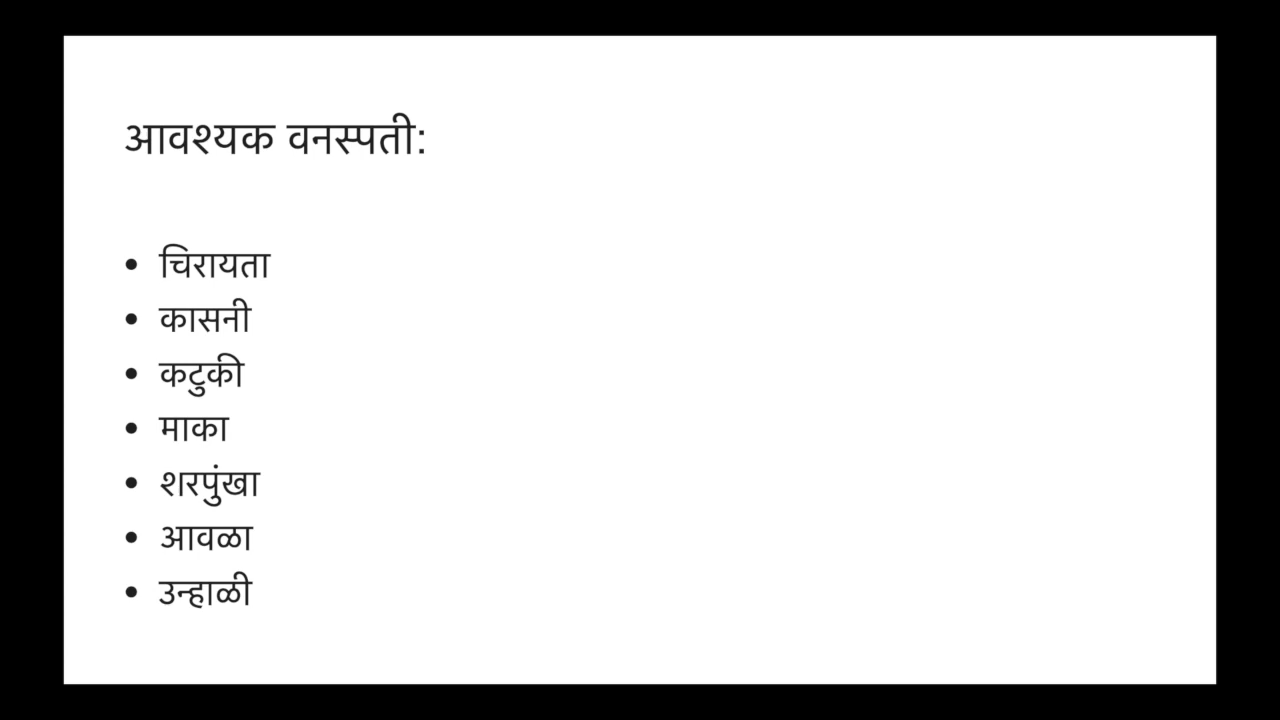 आवश्यक वनस्पती:
• चिरायता
• कासनी
• कटुकी
• माका
• शरपुंखा
• आवळा
• उन्हाळी